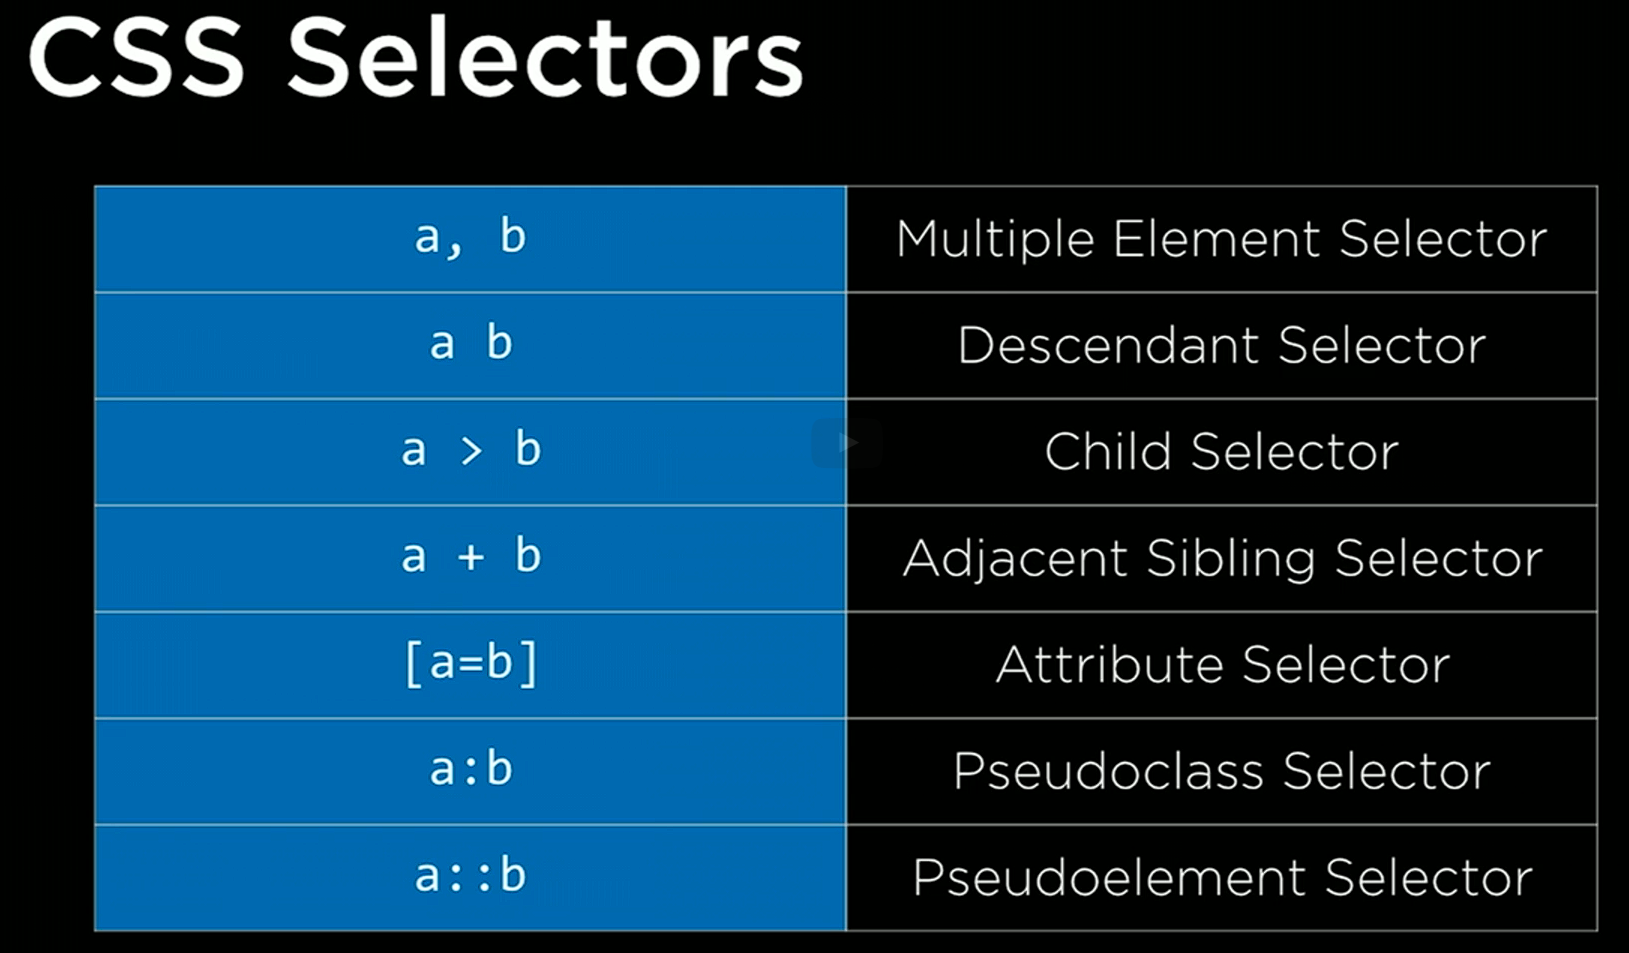 CSS Selectors
a, b Multiple Element Selector
a b Descendant Selector
a > b Child Selector
a + b Adjacent Sibling Selector
[a=b] Attribute Selector
a:b Pseudoclass Selector
a::b Pseudoelement Selector